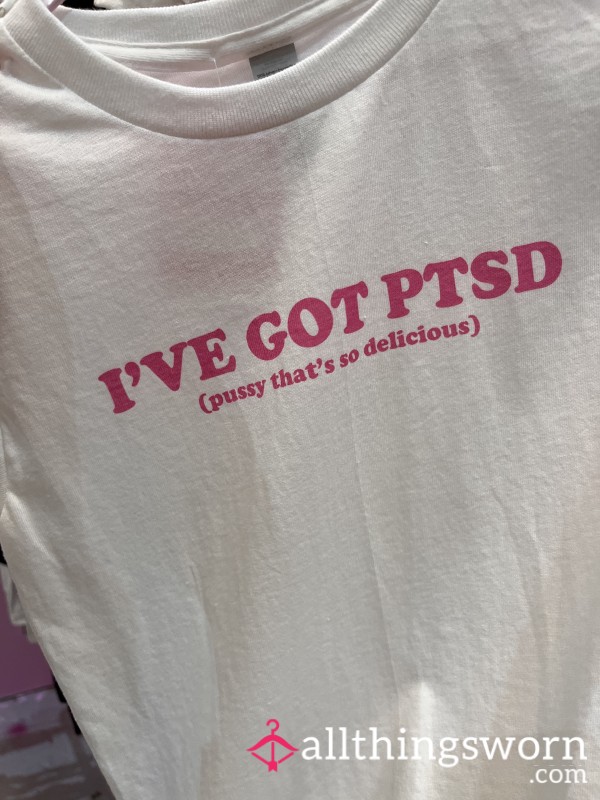 I'VE GOT PTSD
(pussy that's so delicious)
allthingsworn
.com